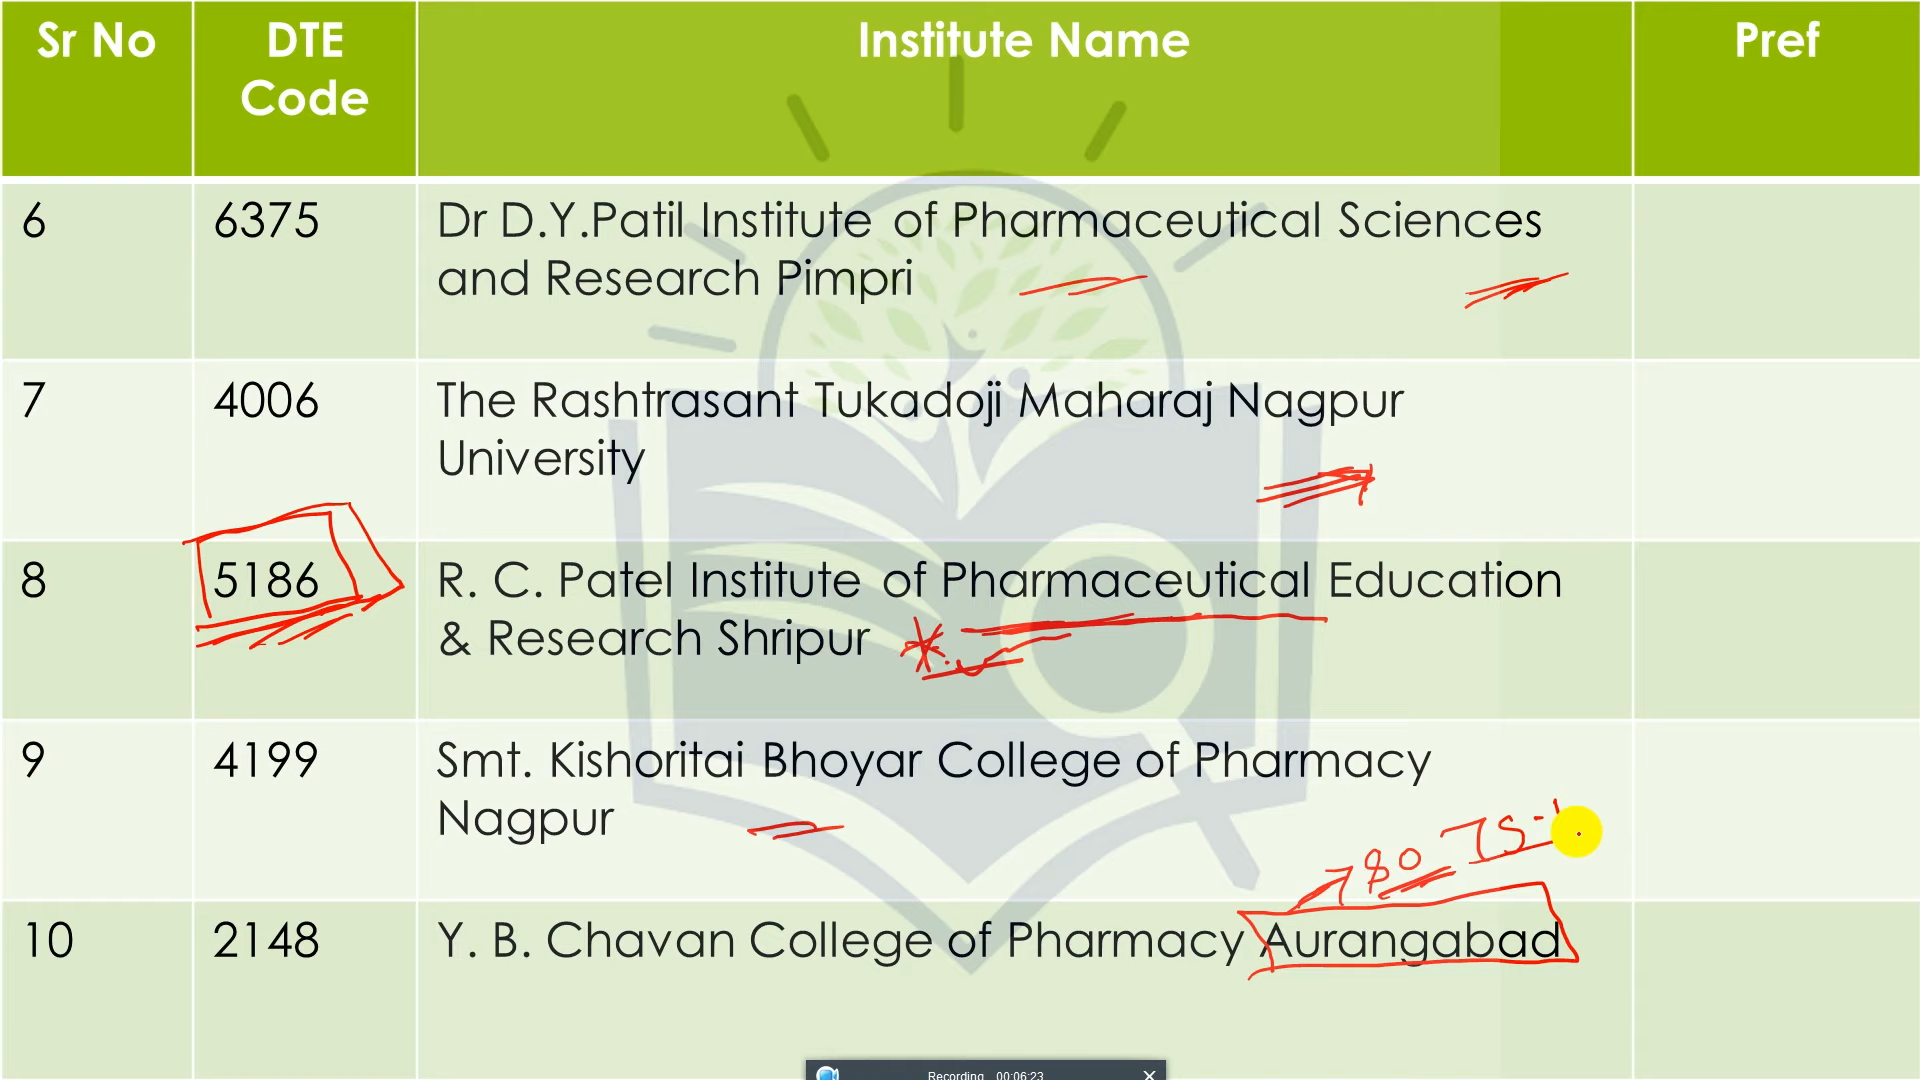 Sr No
DTE
Code
Institute Name
Pref
6
6375
Dr D.Y.Patil Institute of Pharmaceutical Sciences
and Research Pimpri
7
4006
The Rashtrasant Tukadoji Maharaj Nagpur
University
8
5186
R. C. Patel Institute of Pharmaceutical Education
& Research Shripur
9
4199
Smt. Kishoritai Bhoyar College of Pharmacy
Nagpur
80
75-
10
2148
Y. B. Chavan College of Pharmacy Aurangabad
Recording 00:06:23